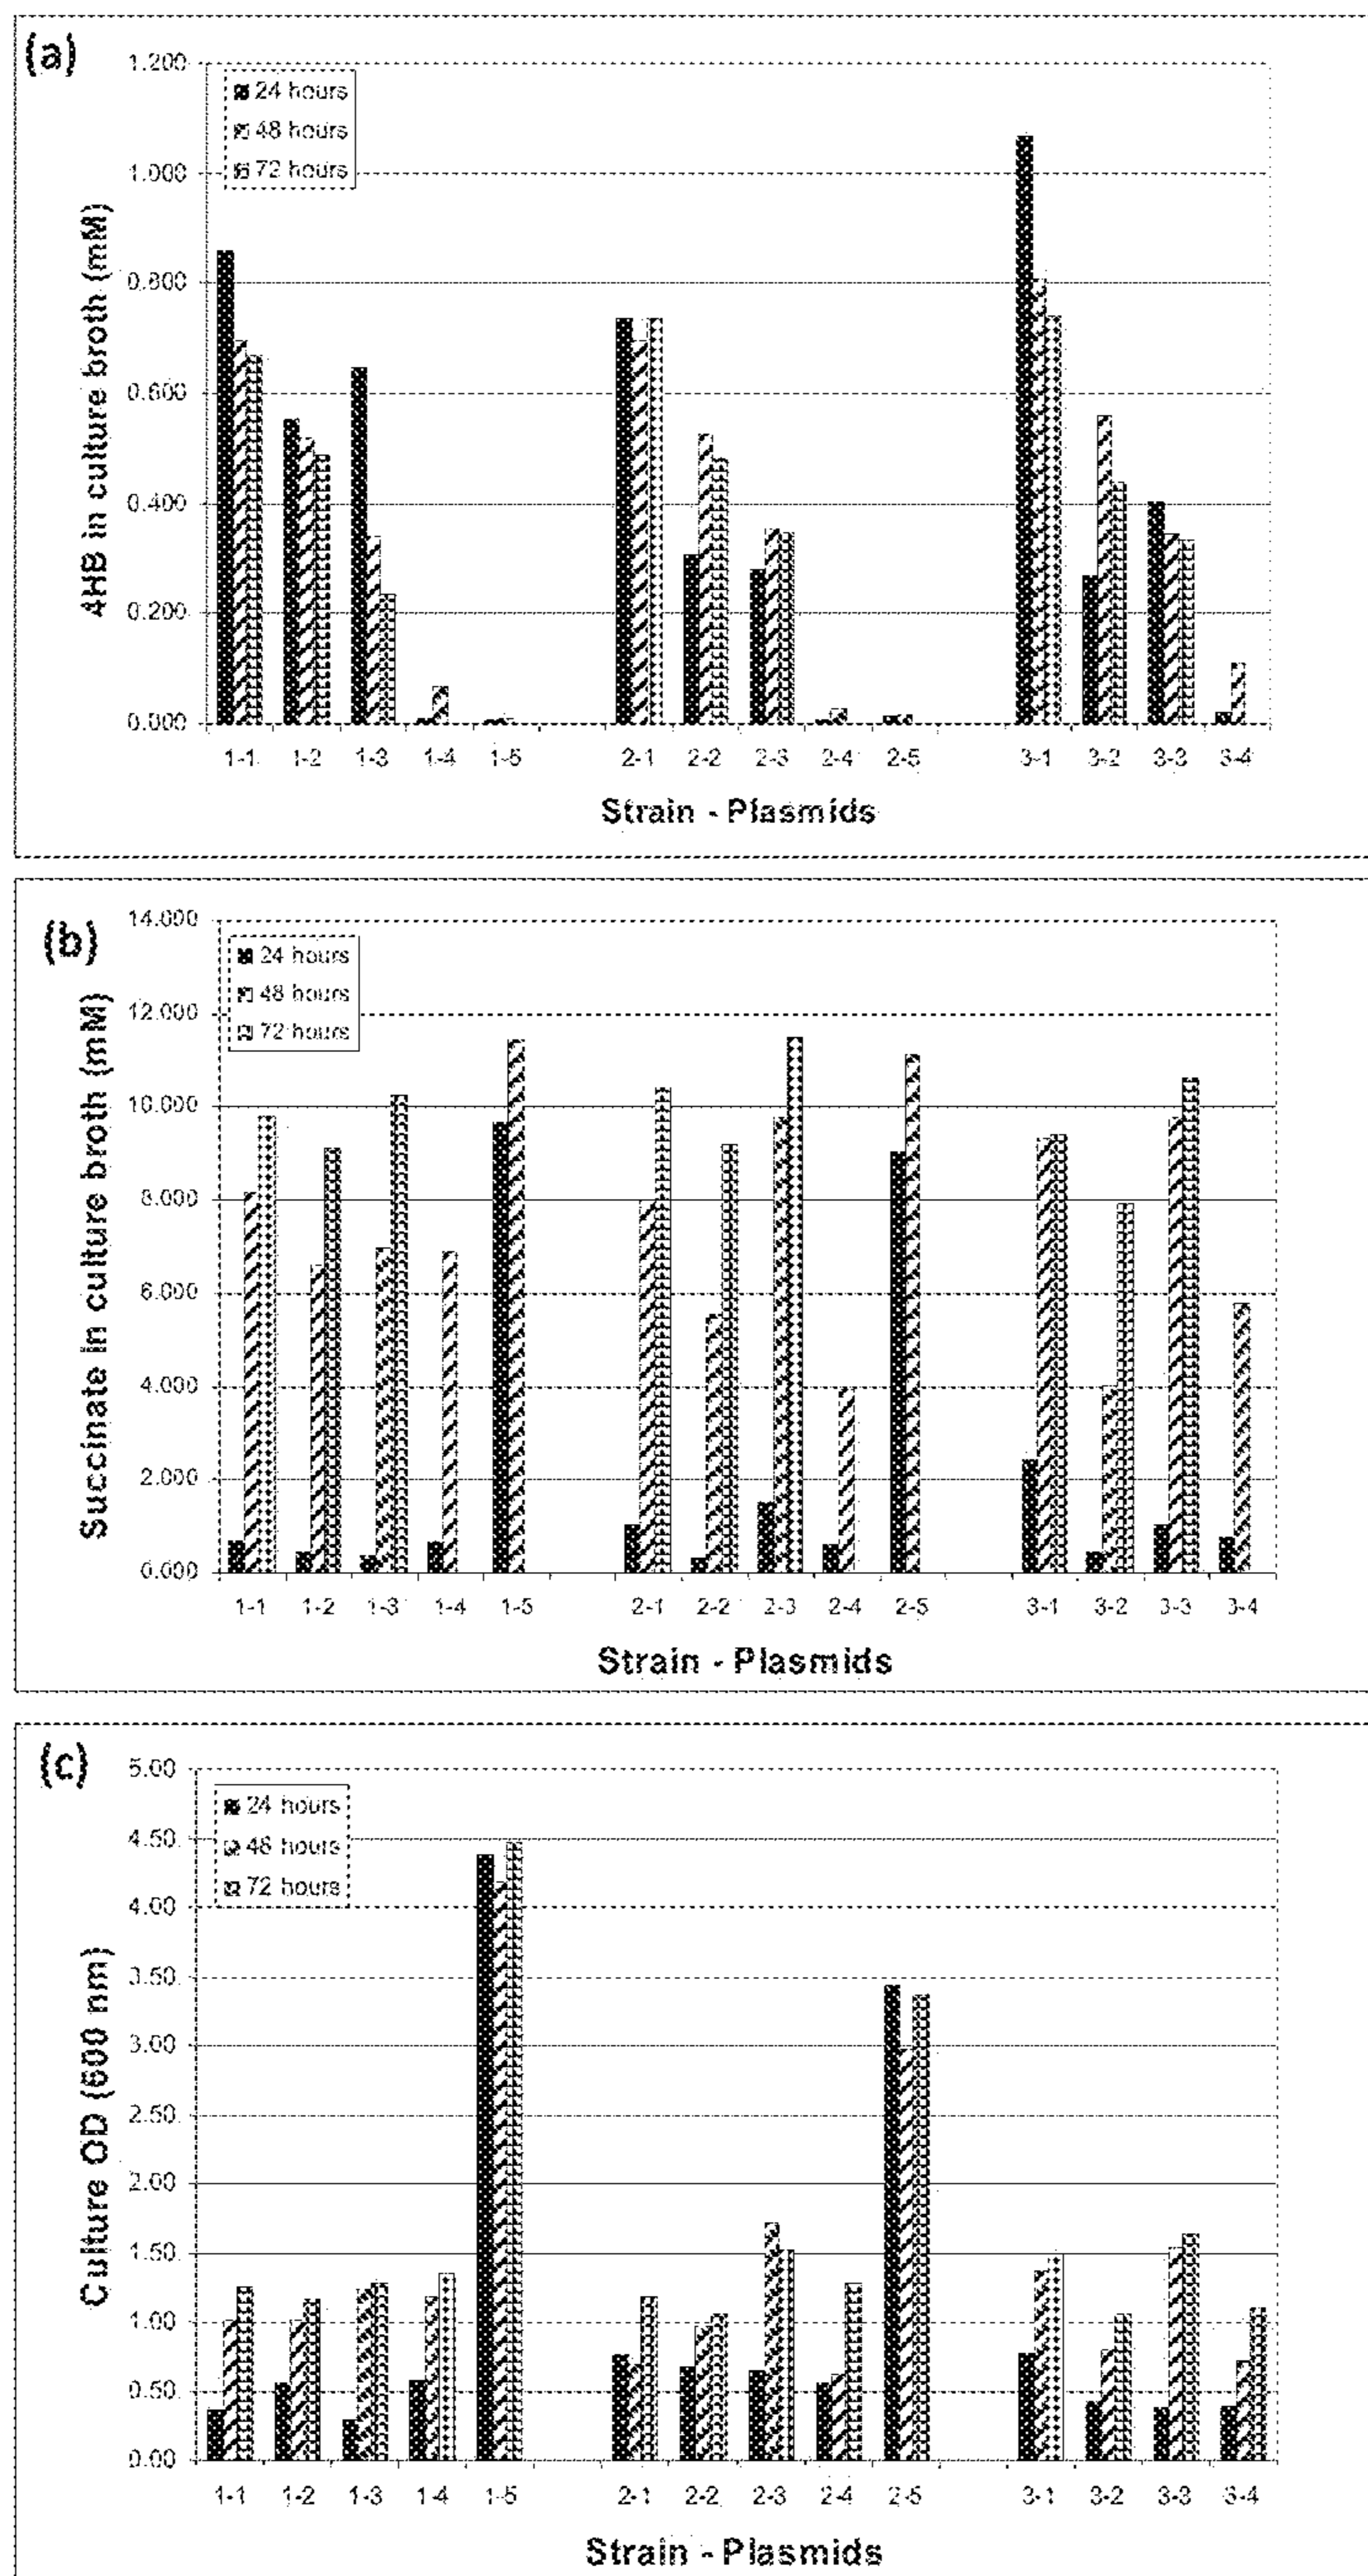 (a)
4HB in culture broth (mM)
1.200
1.000
0.800
0.600
0.400
0.200
0.000
24 hours
48 hours
72 hours
1-1 1-2 1-3 1-4 1-5 2-1 2-2 2-3 2-4 2-5 3-1 3-2 3-3 3-4
Strain - Plasmids
(b)
Succinate in culture broth (mM)
14.000
12.000
10.000
8.000
6.000
4.000
2.000
0.000
24 hours
48 hours
72 hours
1-1 1-2 1-3 1-4 1-5 2-1 2-2 2-3 2-4 2-5 3-1 3-2 3-3 3-4
Strain - Plasmids
(c)
Culture OD (600 nm)
5.00
4.50
4.00
3.50
3.00
2.50
2.00
1.50
1.00
0.50
0.00
24 hours
48 hours
72 hours
1-1 1-2 1-3 1-4 1-5 2-1 2-2 2-3 2-4 2-5 3-1 3-2 3-3 3-4
Strain - Plasmids